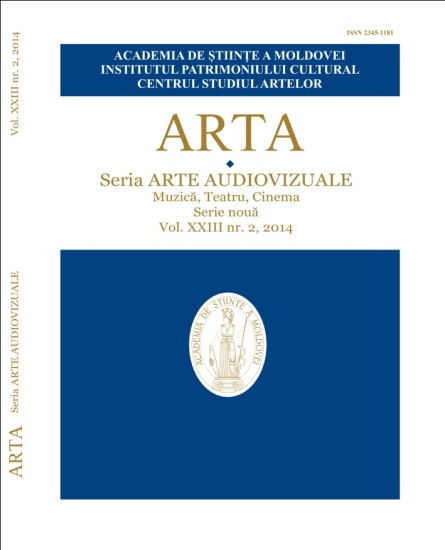 ISSN 2345-1181
ACADEMIA DE ȘTIINȚE A MOLDOVEI
INSTITUTUL PATRIMONIULUI CULTURAL
CENTRUL STUDIUL ARTELOR
ARTA
Seria ARTE AUDIOVIZUALE
Muzică, Teatru, Cinema
Serie nouă
Vol. XXIII nr. 2, 2014
ACADEMIA DE ȘTIINȚE A MOLDOVEI
ARTA Seria ARTE AUDIOVIZUALE Vol. XXIII nr. 2, 2014